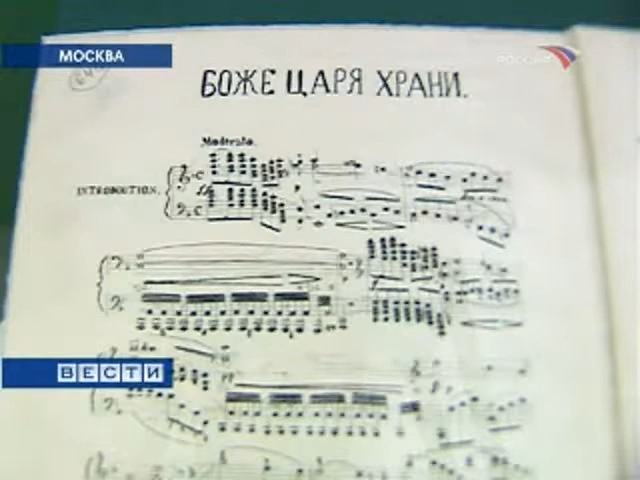 МОСКВА
РОССИЯ
БОЖЕ ЦАРЯ ХРАНИ.
Moderato.
INTRODUCTION.
ВЕСТИ